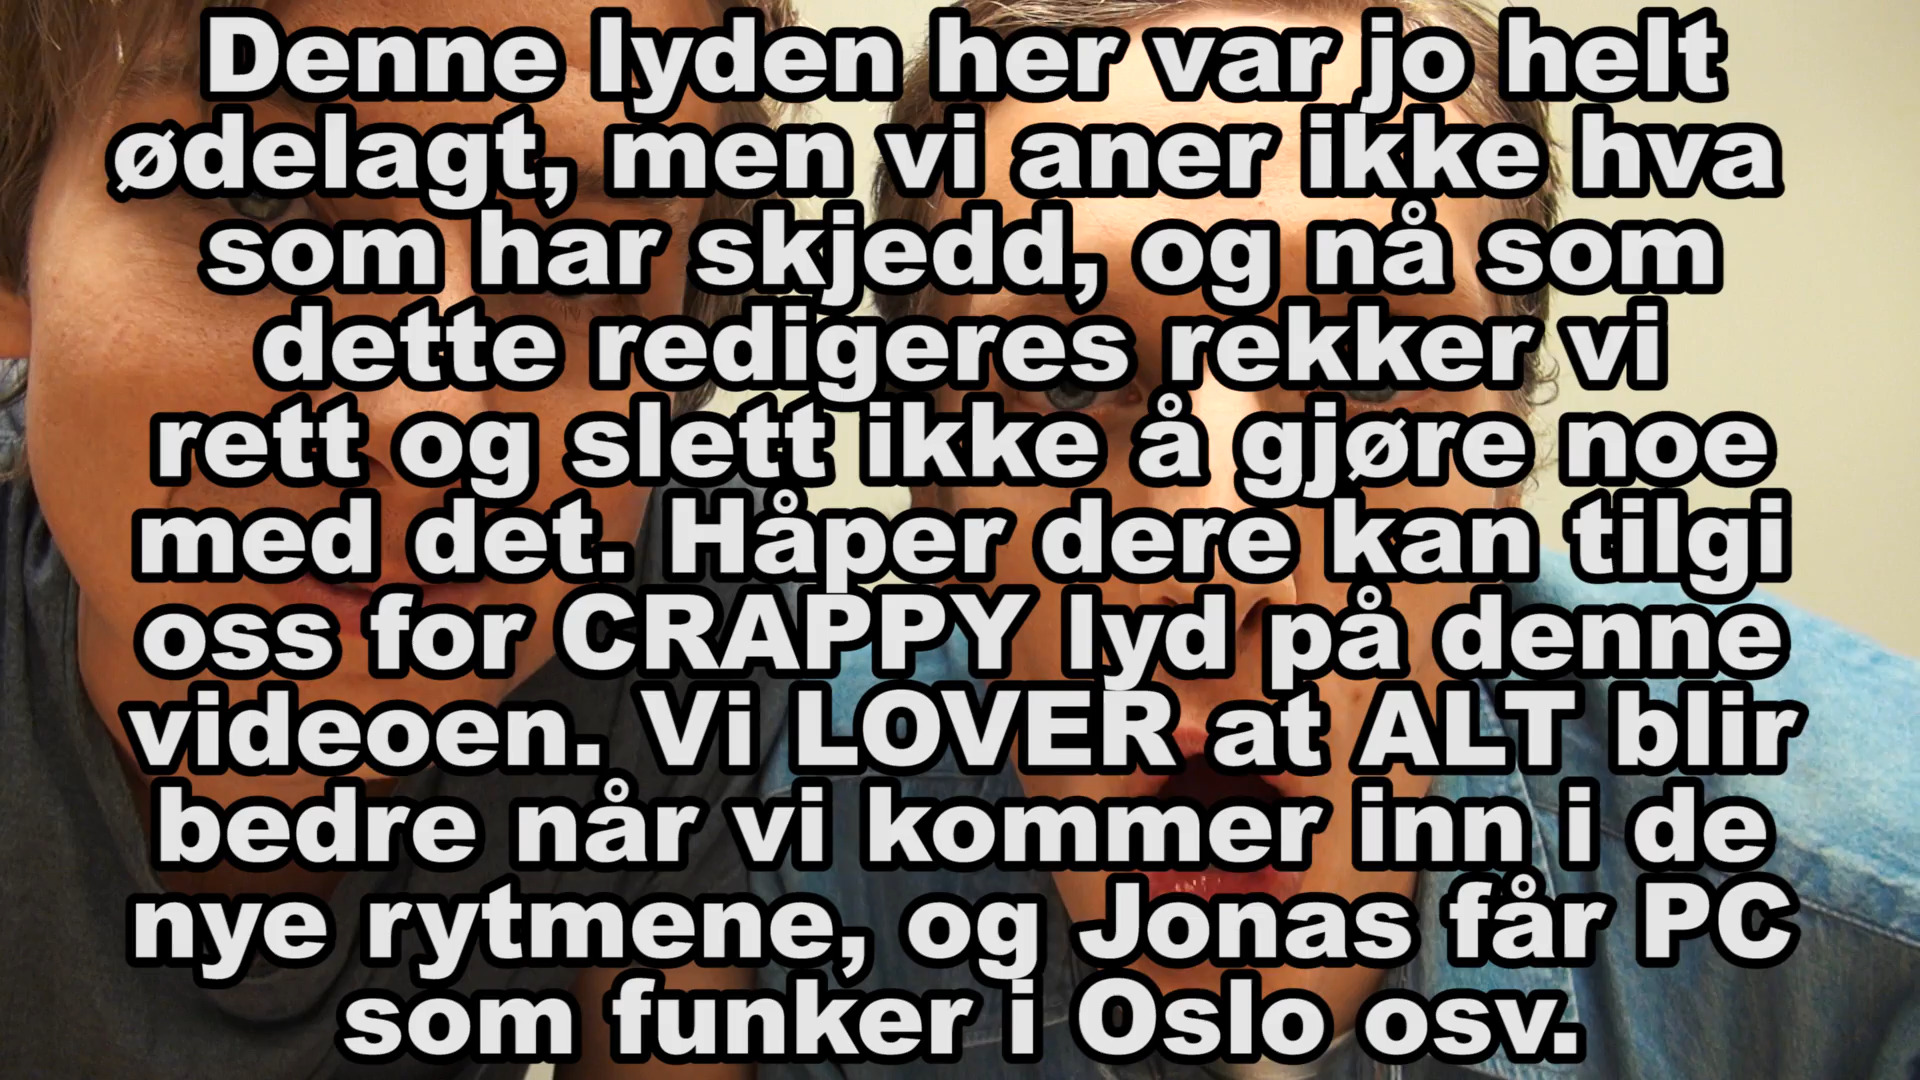 Denne lyden her var jo helt
ødelagt, men vi aner ikke hva
som har skjedd, og nå som
dette redigeres rekker vi
rett og slett ikke å gjøre noe
med det. Håper dere kan tilgi
oss for CRAPPY lyd på denne
videoen. Vi LOVER at ALT blir
bedre når vi kommer inn i de
nye rytmene, og Jonas får PC
som funker i Oslo osv.